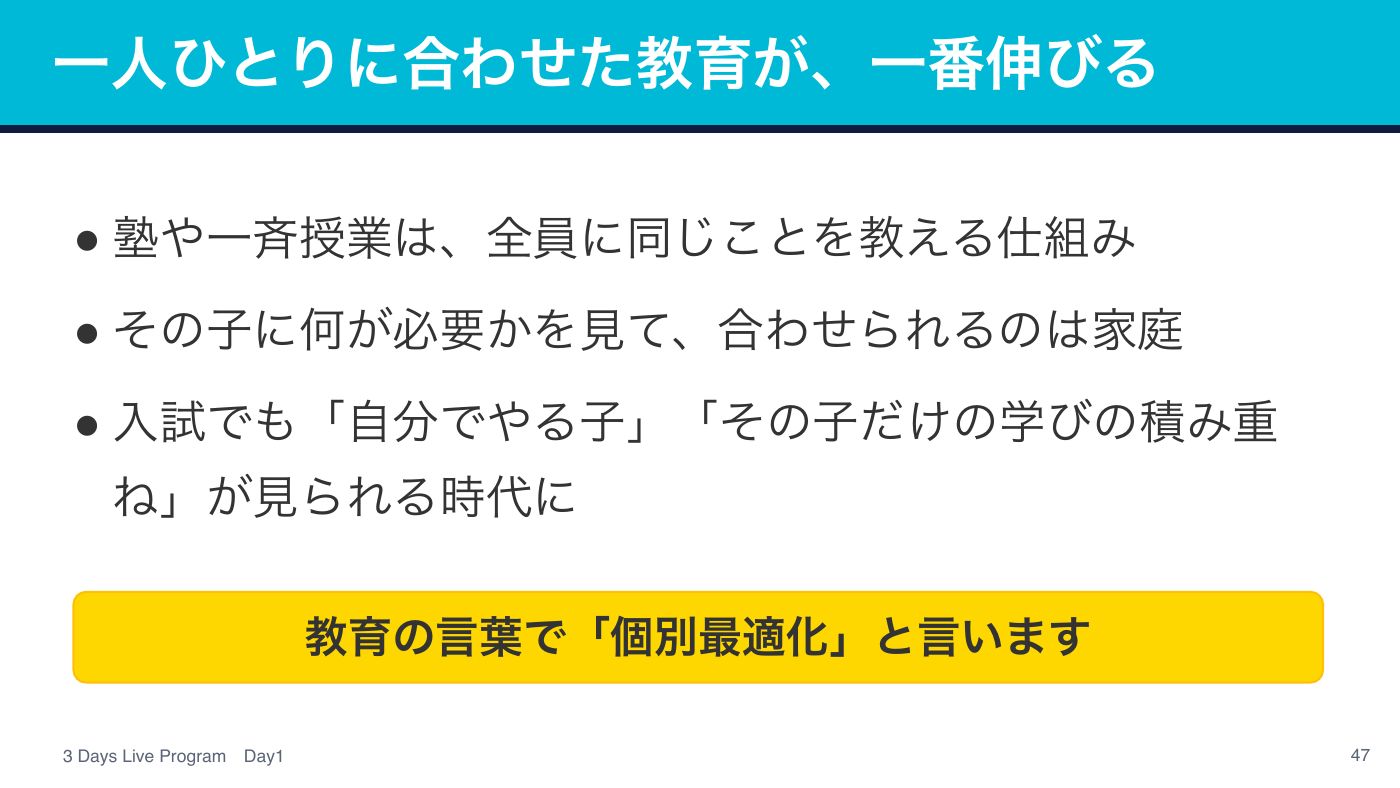 一人ひとりに合わせた教育が、一番伸びる
● 塾や一斉授業は、全員に同じことを教える仕組み
● その子に何が必要かを見て、合わせられるのは家庭
● 入試でも「自分でやる子」「その子だけの学びの積み重
ね」が見られる時代に
教育の言葉で「個別最適化」と言います
3 Days Live Program　Day1
47